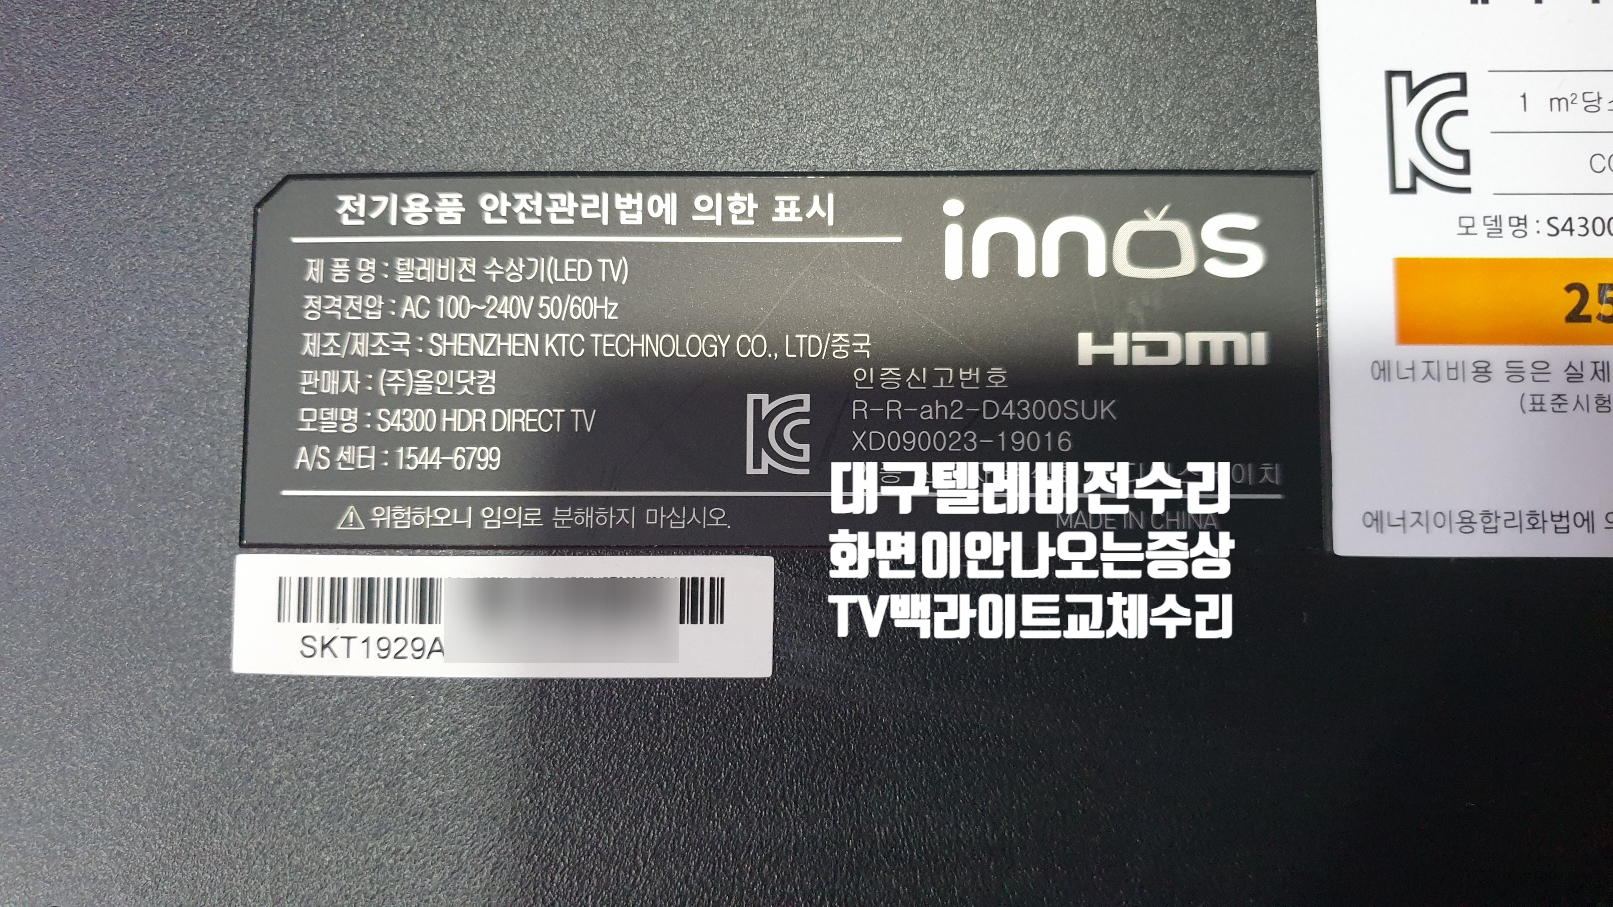 전기용품 안전관리법에 의한 표시
innos
제 품 명 : 텔레비전 수상기(LED TV)
정격전압 : AC 100~240V 50/60Hz
제조/제조국 : SHENZHEN KTC TECHNOLOGY CO., LTD/중국
판매자 : (주)올인닷컴
모델명 : S4300 HDR DIRECT TV
A/S 센터 : 1544-6799
HDMI
인증신고번호
R-R-ah2-D4300SUK
XD090023-19016
MADE IN CHINA
위험하오니 임의로 분해하지 마십시오.
대구텔레비전수리
화면이안나오는증상
TV백라이트교체수리
SKT1929A
1 m²당
모델명 : S4300
25
에너지비용 등은 실제
(표준시험
에너지이용합리화법에